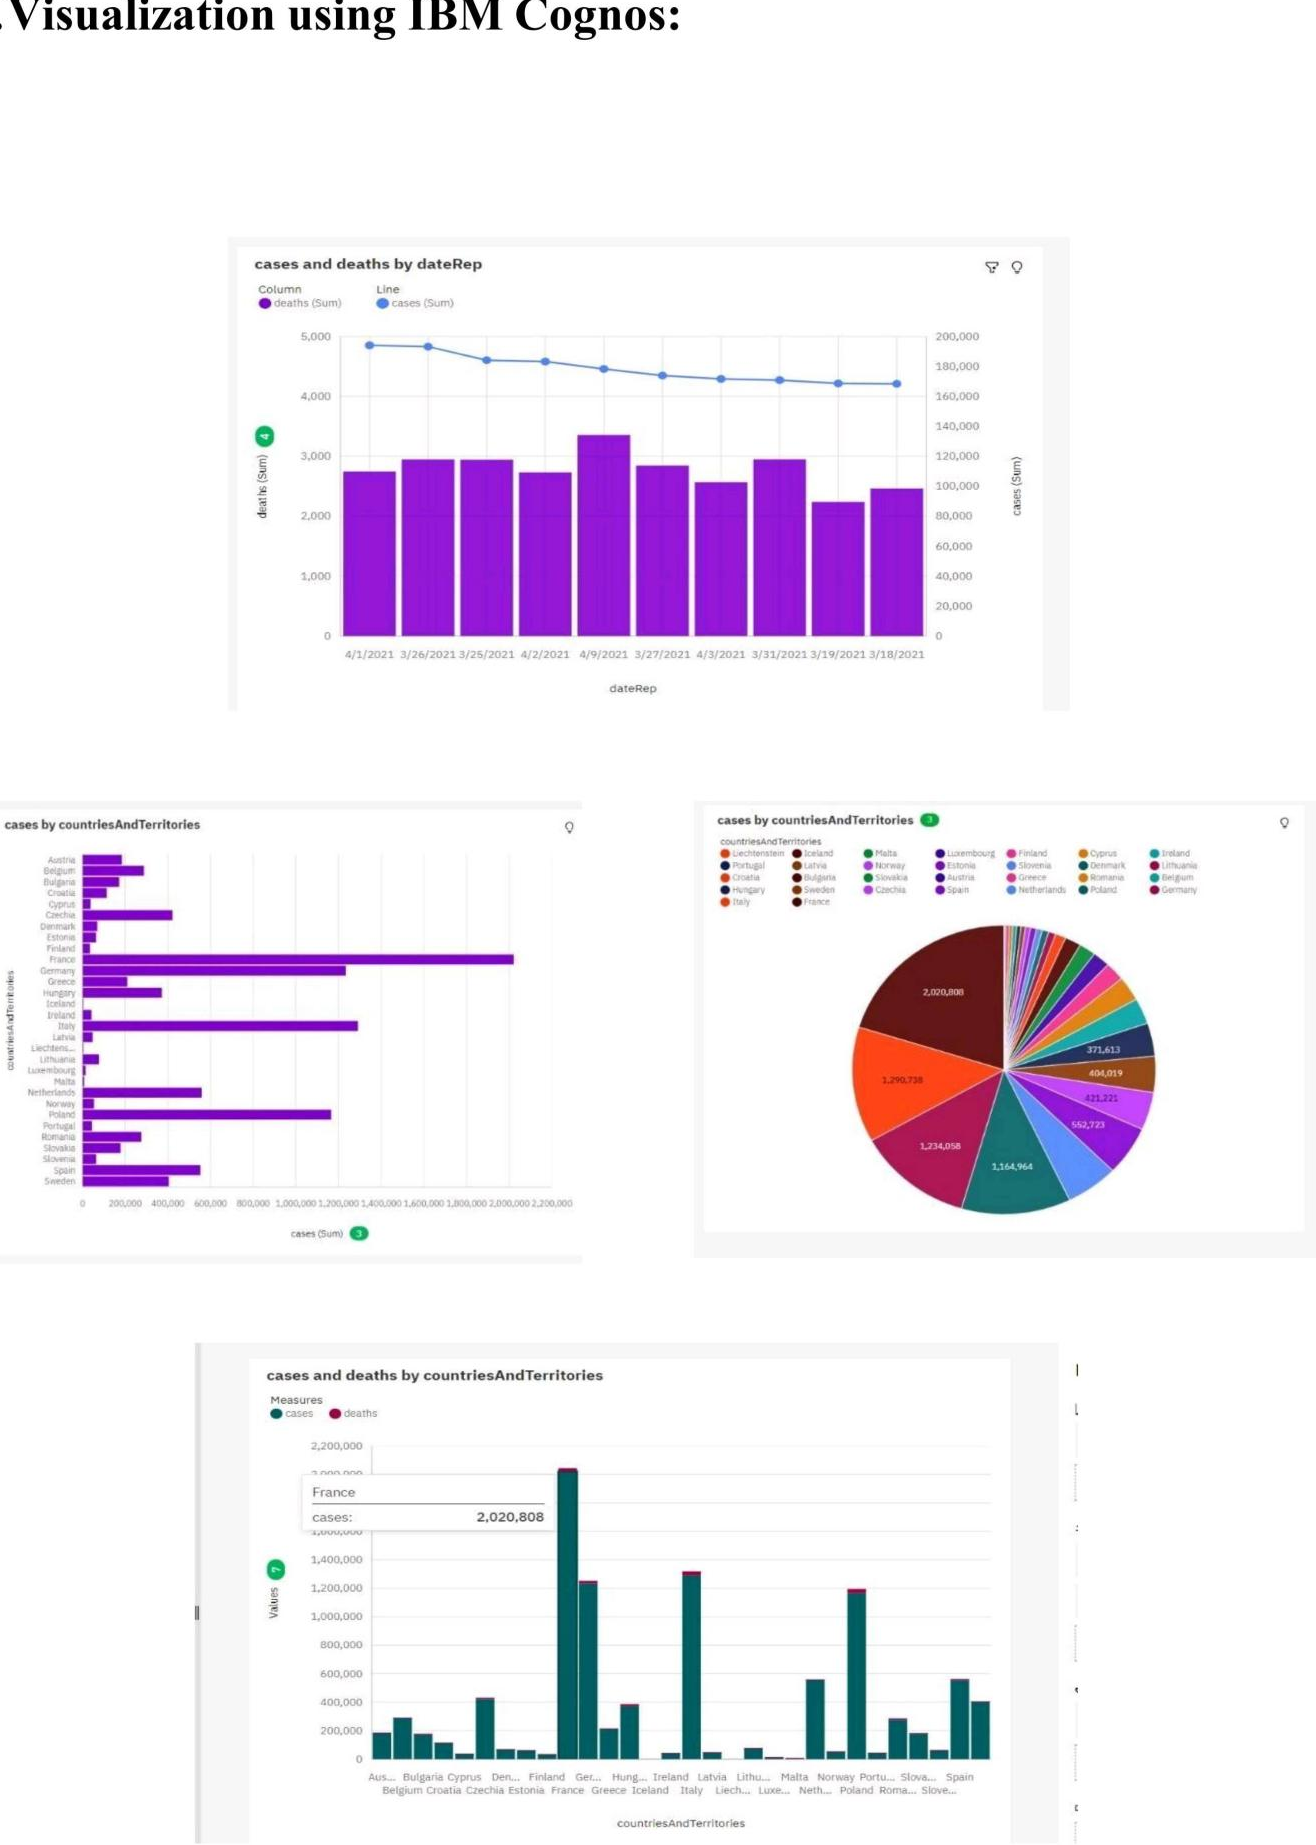 .Visualization using IBM Cognos:
cases and deaths by dateRep
Column Line
deaths (Sum) cases (Sum)
5,000 200,000
180,000
4,000 160,000
140,000
3,000 120,000
100,000
2,000 80,000
60,000
1,000 40,000
20,000
0 0
deaths (Sum) 4
cases (Sum)
4/1/2021 3/26/2021 3/25/2021 4/2/2021 4/9/2021 3/27/2021 4/3/2021 3/31/2021 3/19/2021 3/18/2021
dateRep
cases by countriesAndTerritories
countriesAndTerritories
Austria
Belgium
Bulgaria
Croatia
Cyprus
Czechia
Denmark
Estonia
Finland
France
Germany
Greece
Hungary
Iceland
Ireland
Italy
Latvia
Liechtens...
Lithuania
Luxembourg
Malta
Netherlands
Norway
Poland
Portugal
Romania
Slovakia
Slovenia
Spain
Sweden
0 200,000 400,000 600,000 800,000 1,000,000 1,200,000 1,400,000 1,600,000 1,800,000 2,000,000 2,200,000
cases (Sum) 3
cases by countriesAndTerritories 3
countriesAndTerritories
Liechtenstein Iceland Malta Luxembourg Finland Cyprus Ireland
Portugal Latvia Norway Estonia Slovenia Denmark Lithuania
Croatia Bulgaria Slovakia Austria Greece Romania Belgium
Hungary Sweden Czechia Spain Netherlands Poland Germany
Italy France
2,020,808
371,613
1,290,738
404,019
421,221
552,723
1,234,058
1,164,964
cases and deaths by countriesAndTerritories
Measures
cases deaths
2,200,000
France
cases: 2,020,808
1,400,000
1,200,000
1,000,000
800,000
600,000
400,000
200,000
0
Values 7
Aus... Bulgaria Cyprus Den... Finland Ger... Hung... Ireland Latvia Lithu... Malta Norway Portu... Slova... Spain
Belgium Croatia Czechia Estonia France Greece Iceland Italy Liech... Luxe... Neth... Poland Roma... Slove...
countriesAndTerritories